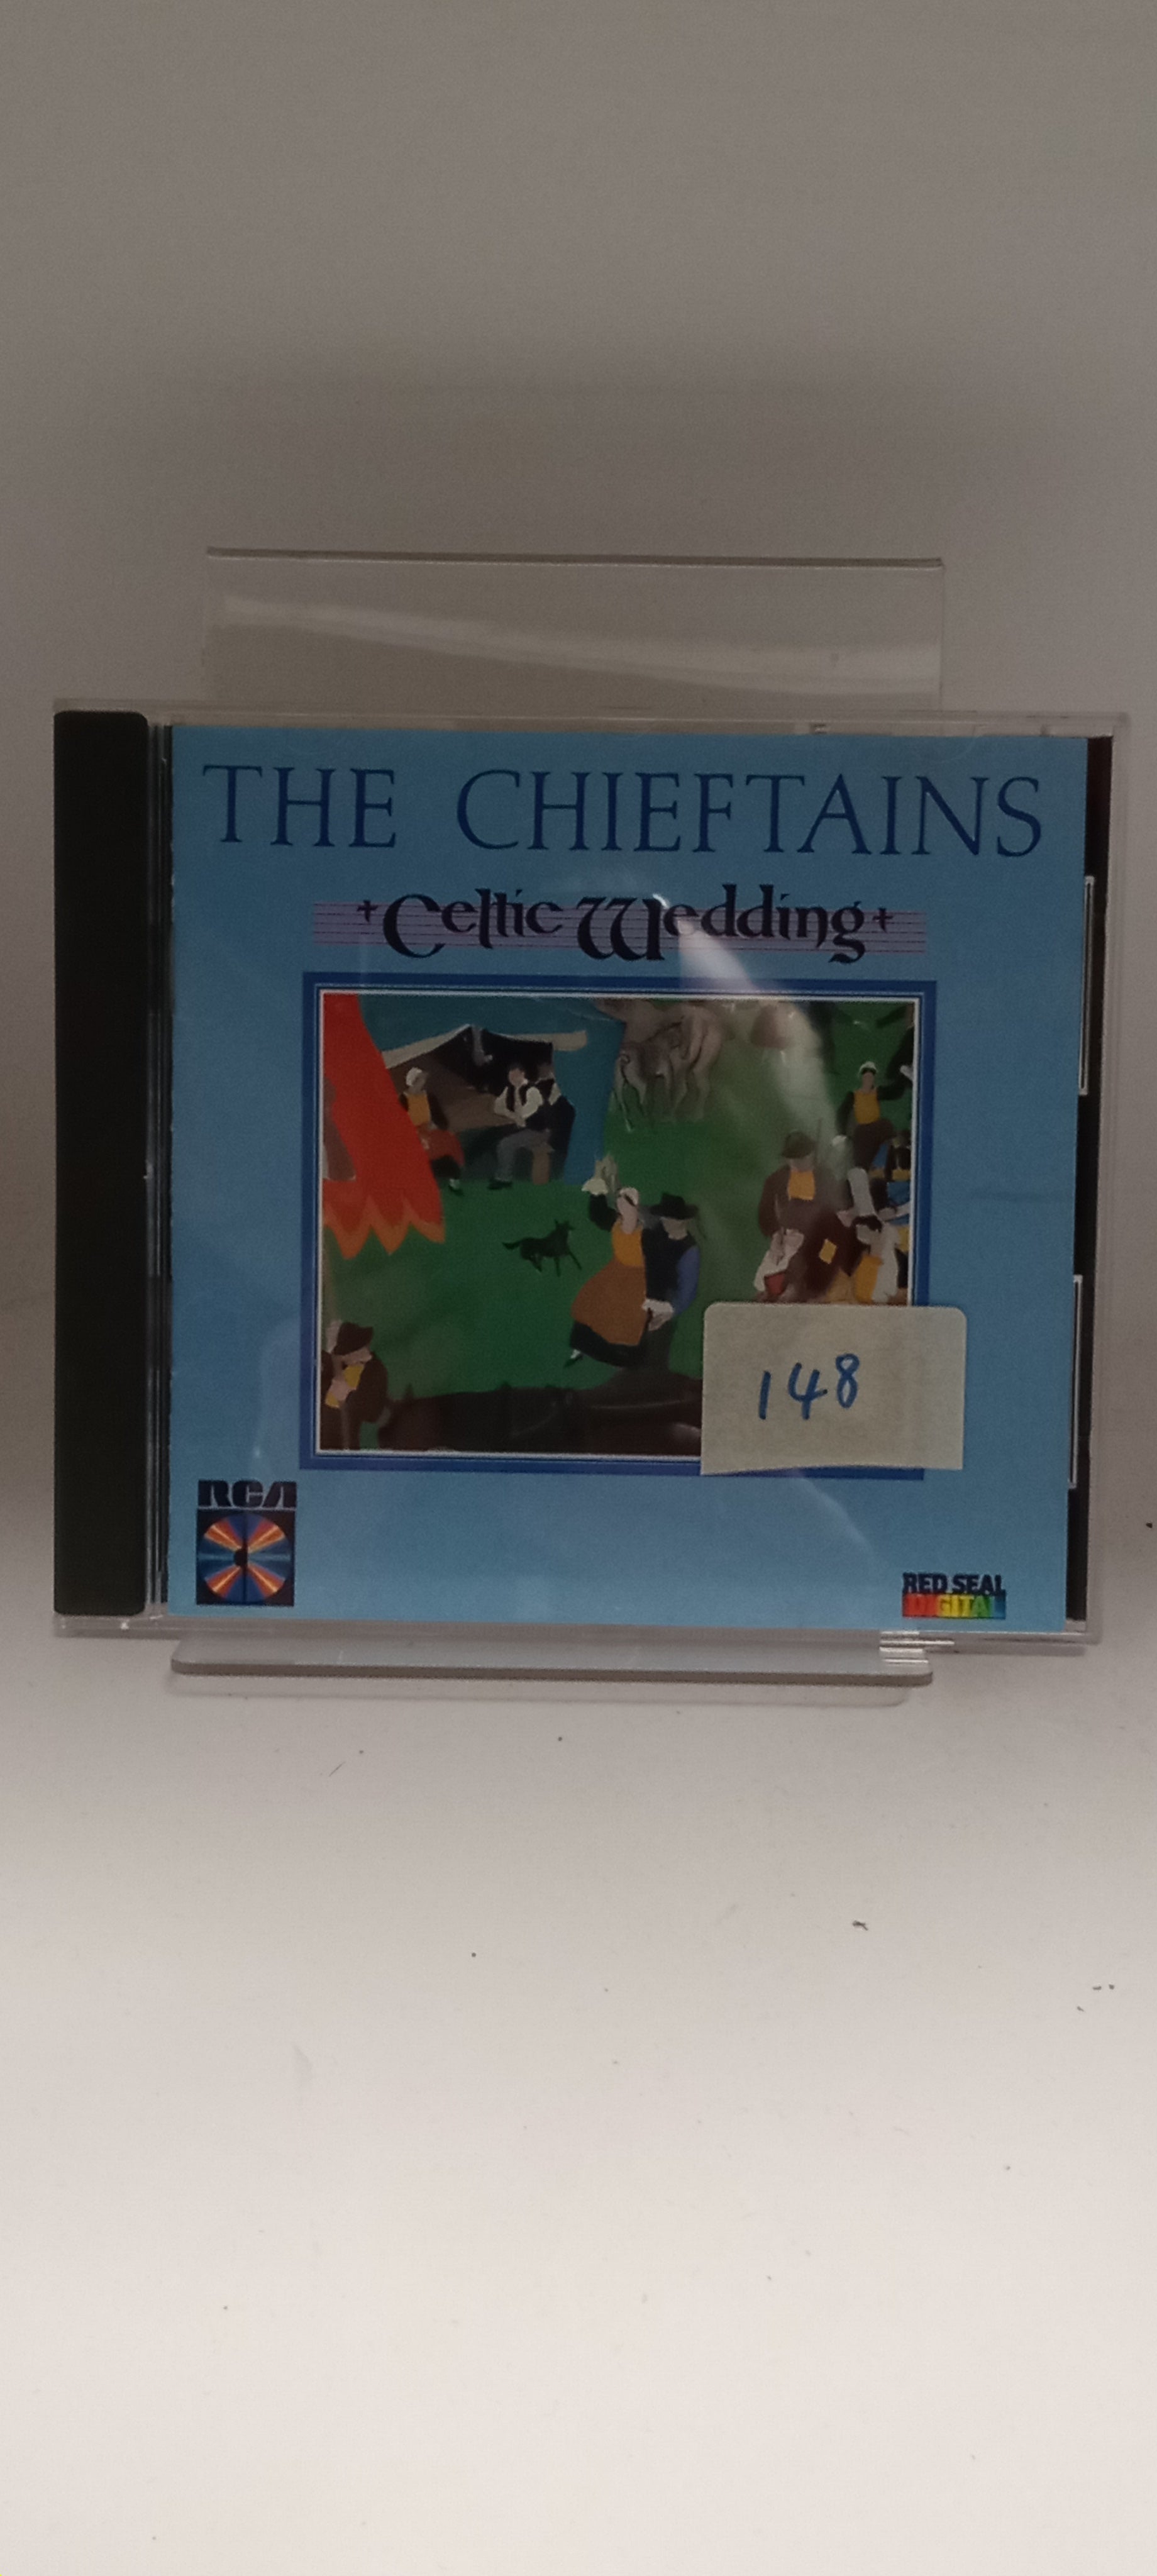 THE CHIEFTAINS
+Celtic Wedding+
148
RCA
RED SEAL
DIGITAL